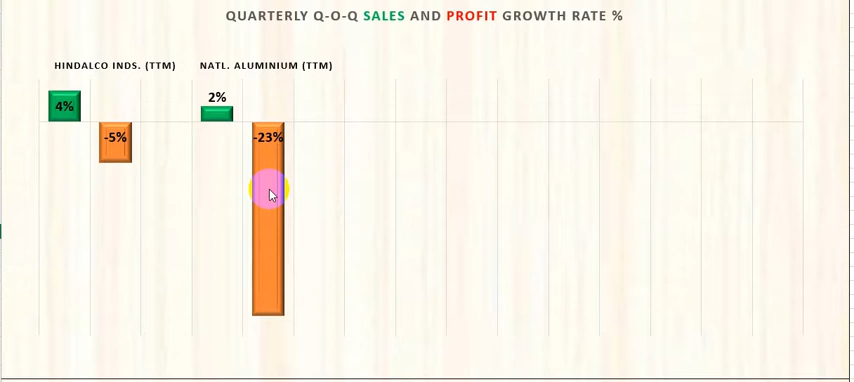 QUARTERLY Q-O-Q SALES AND PROFIT GROWTH RATE %
HINDALCO INDS. (TTM) NATL. ALUMINIUM (TTM)
4% 2%
-5% -23%